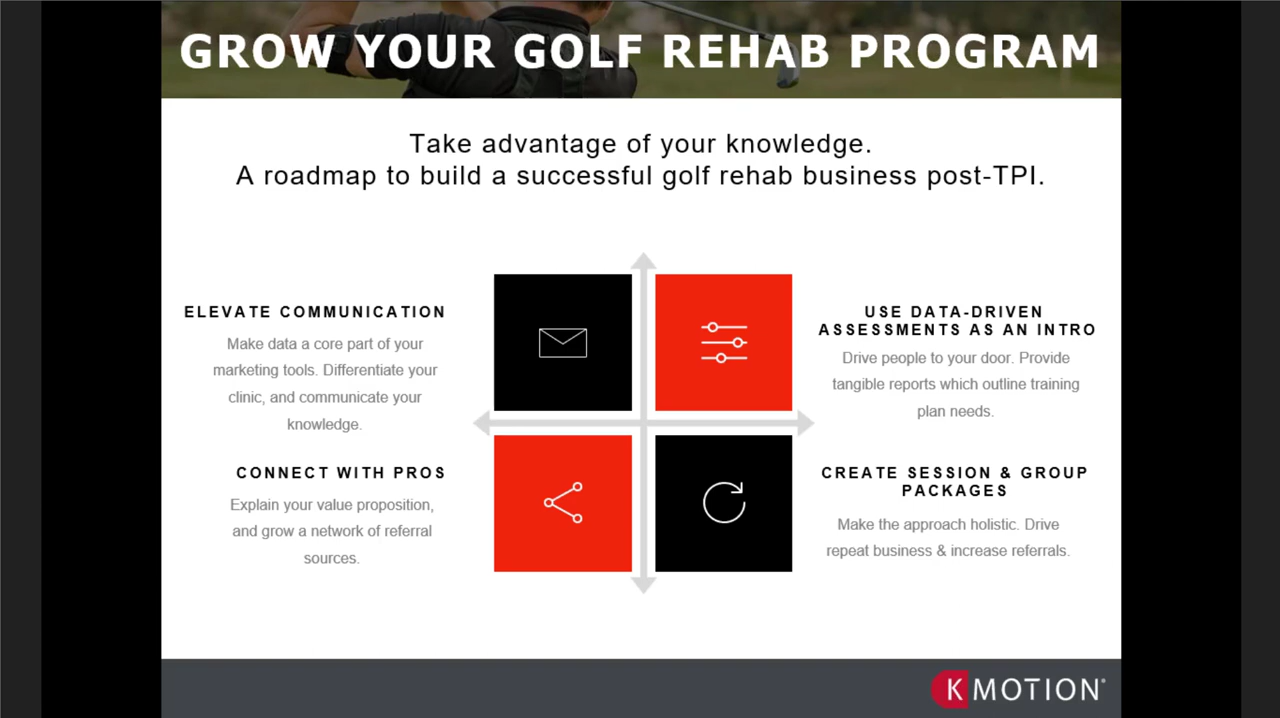 GROW YOUR GOLF REHAB PROGRAM
Take advantage of your knowledge.
A roadmap to build a successful golf rehab business post-TPI.
ELEVATE COMMUNICATION
Make data a core part of your
marketing tools. Differentiate your
clinic, and communicate your
knowledge.
USE DATA-DRIVEN
ASSESSMENTS AS AN INTRO
Drive people to your door. Provide
tangible reports which outline training
plan needs.
CONNECT WITH PROS
Explain your value proposition,
and grow a network of referral
sources.
CREATE SESSION & GROUP
PACKAGES
Make the approach holistic. Drive
repeat business & increase referrals.
K MOTION